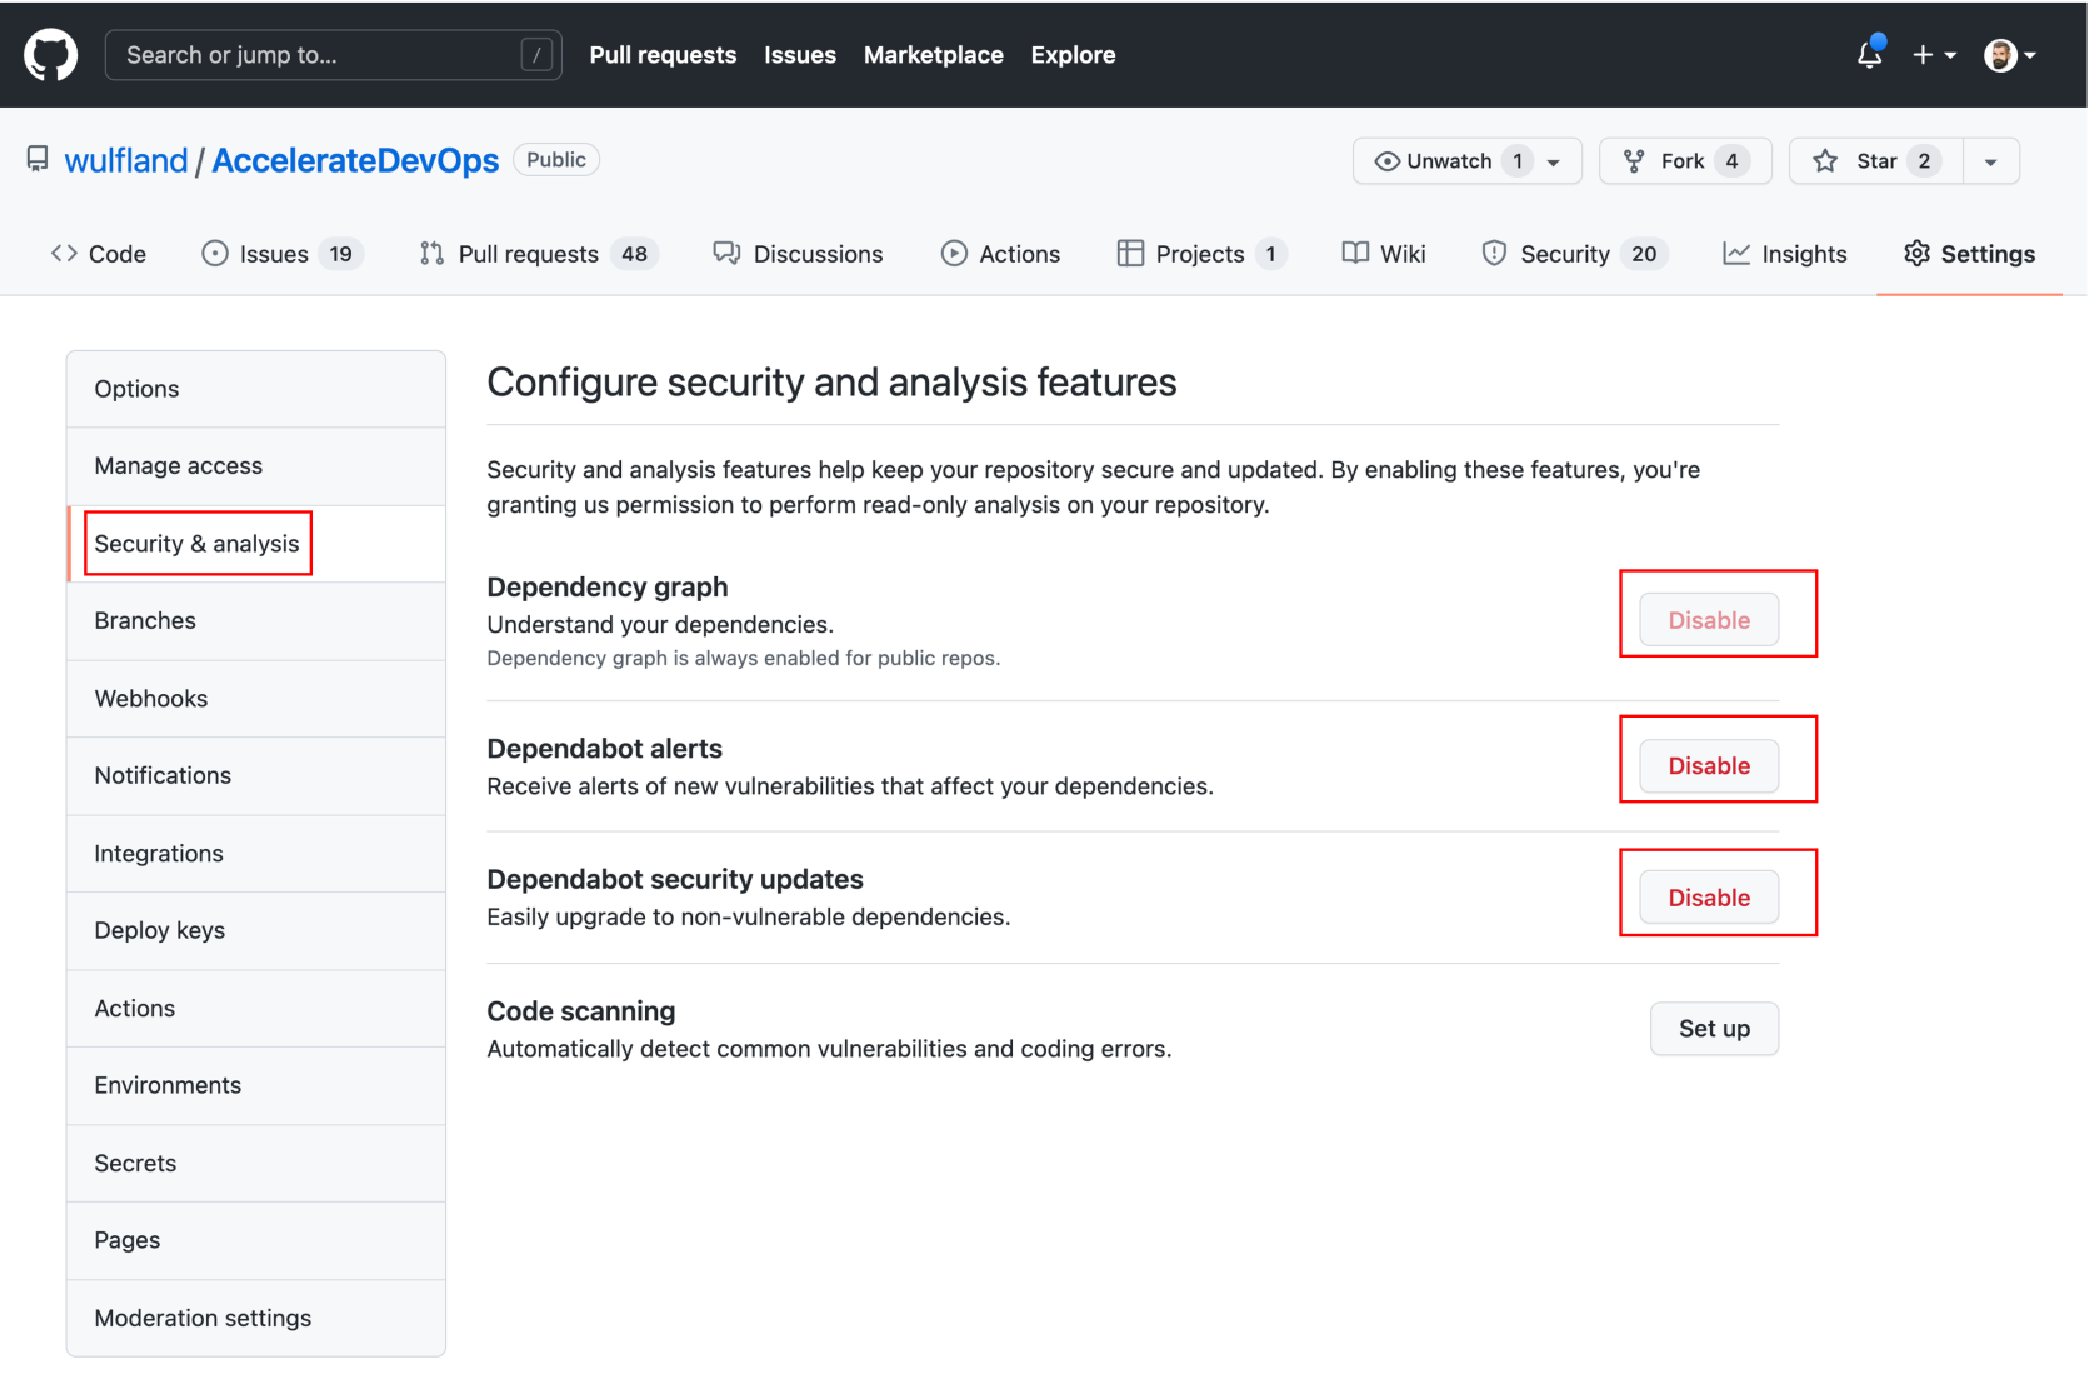 Search or jump to... / Pull requests Issues Marketplace Explore
wulfland / AccelerateDevOps Public Unwatch 1 Fork 4 Star 2
Code Issues 19 Pull requests 48 Discussions Actions Projects 1 Wiki Security 20 Insights Settings
Options
Manage access
Security & analysis
Branches
Webhooks
Notifications
Integrations
Deploy keys
Actions
Environments
Secrets
Pages
Moderation settings
Configure security and analysis features
Security and analysis features help keep your repository secure and updated. By enabling these features, you're
granting us permission to perform read-only analysis on your repository.
Dependency graph
Understand your dependencies.
Dependency graph is always enabled for public repos.
Disable
Dependabot alerts
Receive alerts of new vulnerabilities that affect your dependencies.
Disable
Dependabot security updates
Easily upgrade to non-vulnerable dependencies.
Disable
Code scanning
Automatically detect common vulnerabilities and coding errors.
Set up